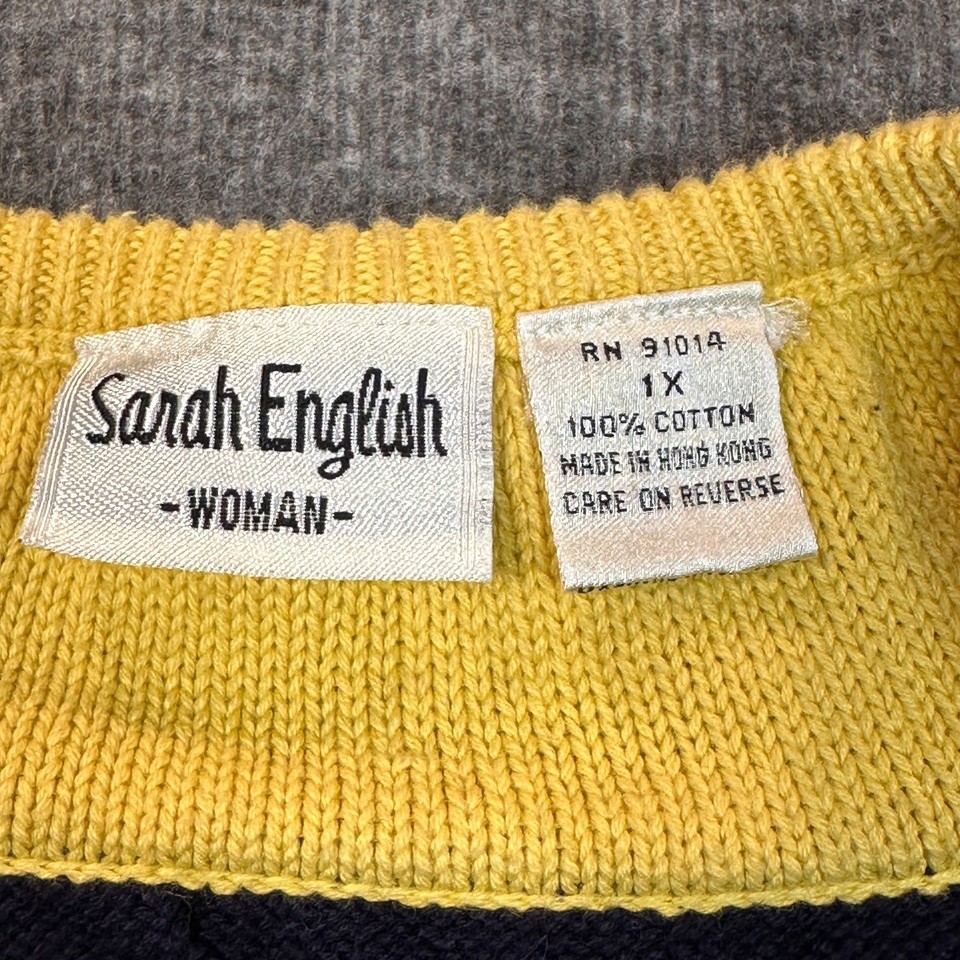 Sarah English
-WOMAN-
RN 91014
1X
100% COTTON
MADE IN HONG KONG
CARE ON REVERSE